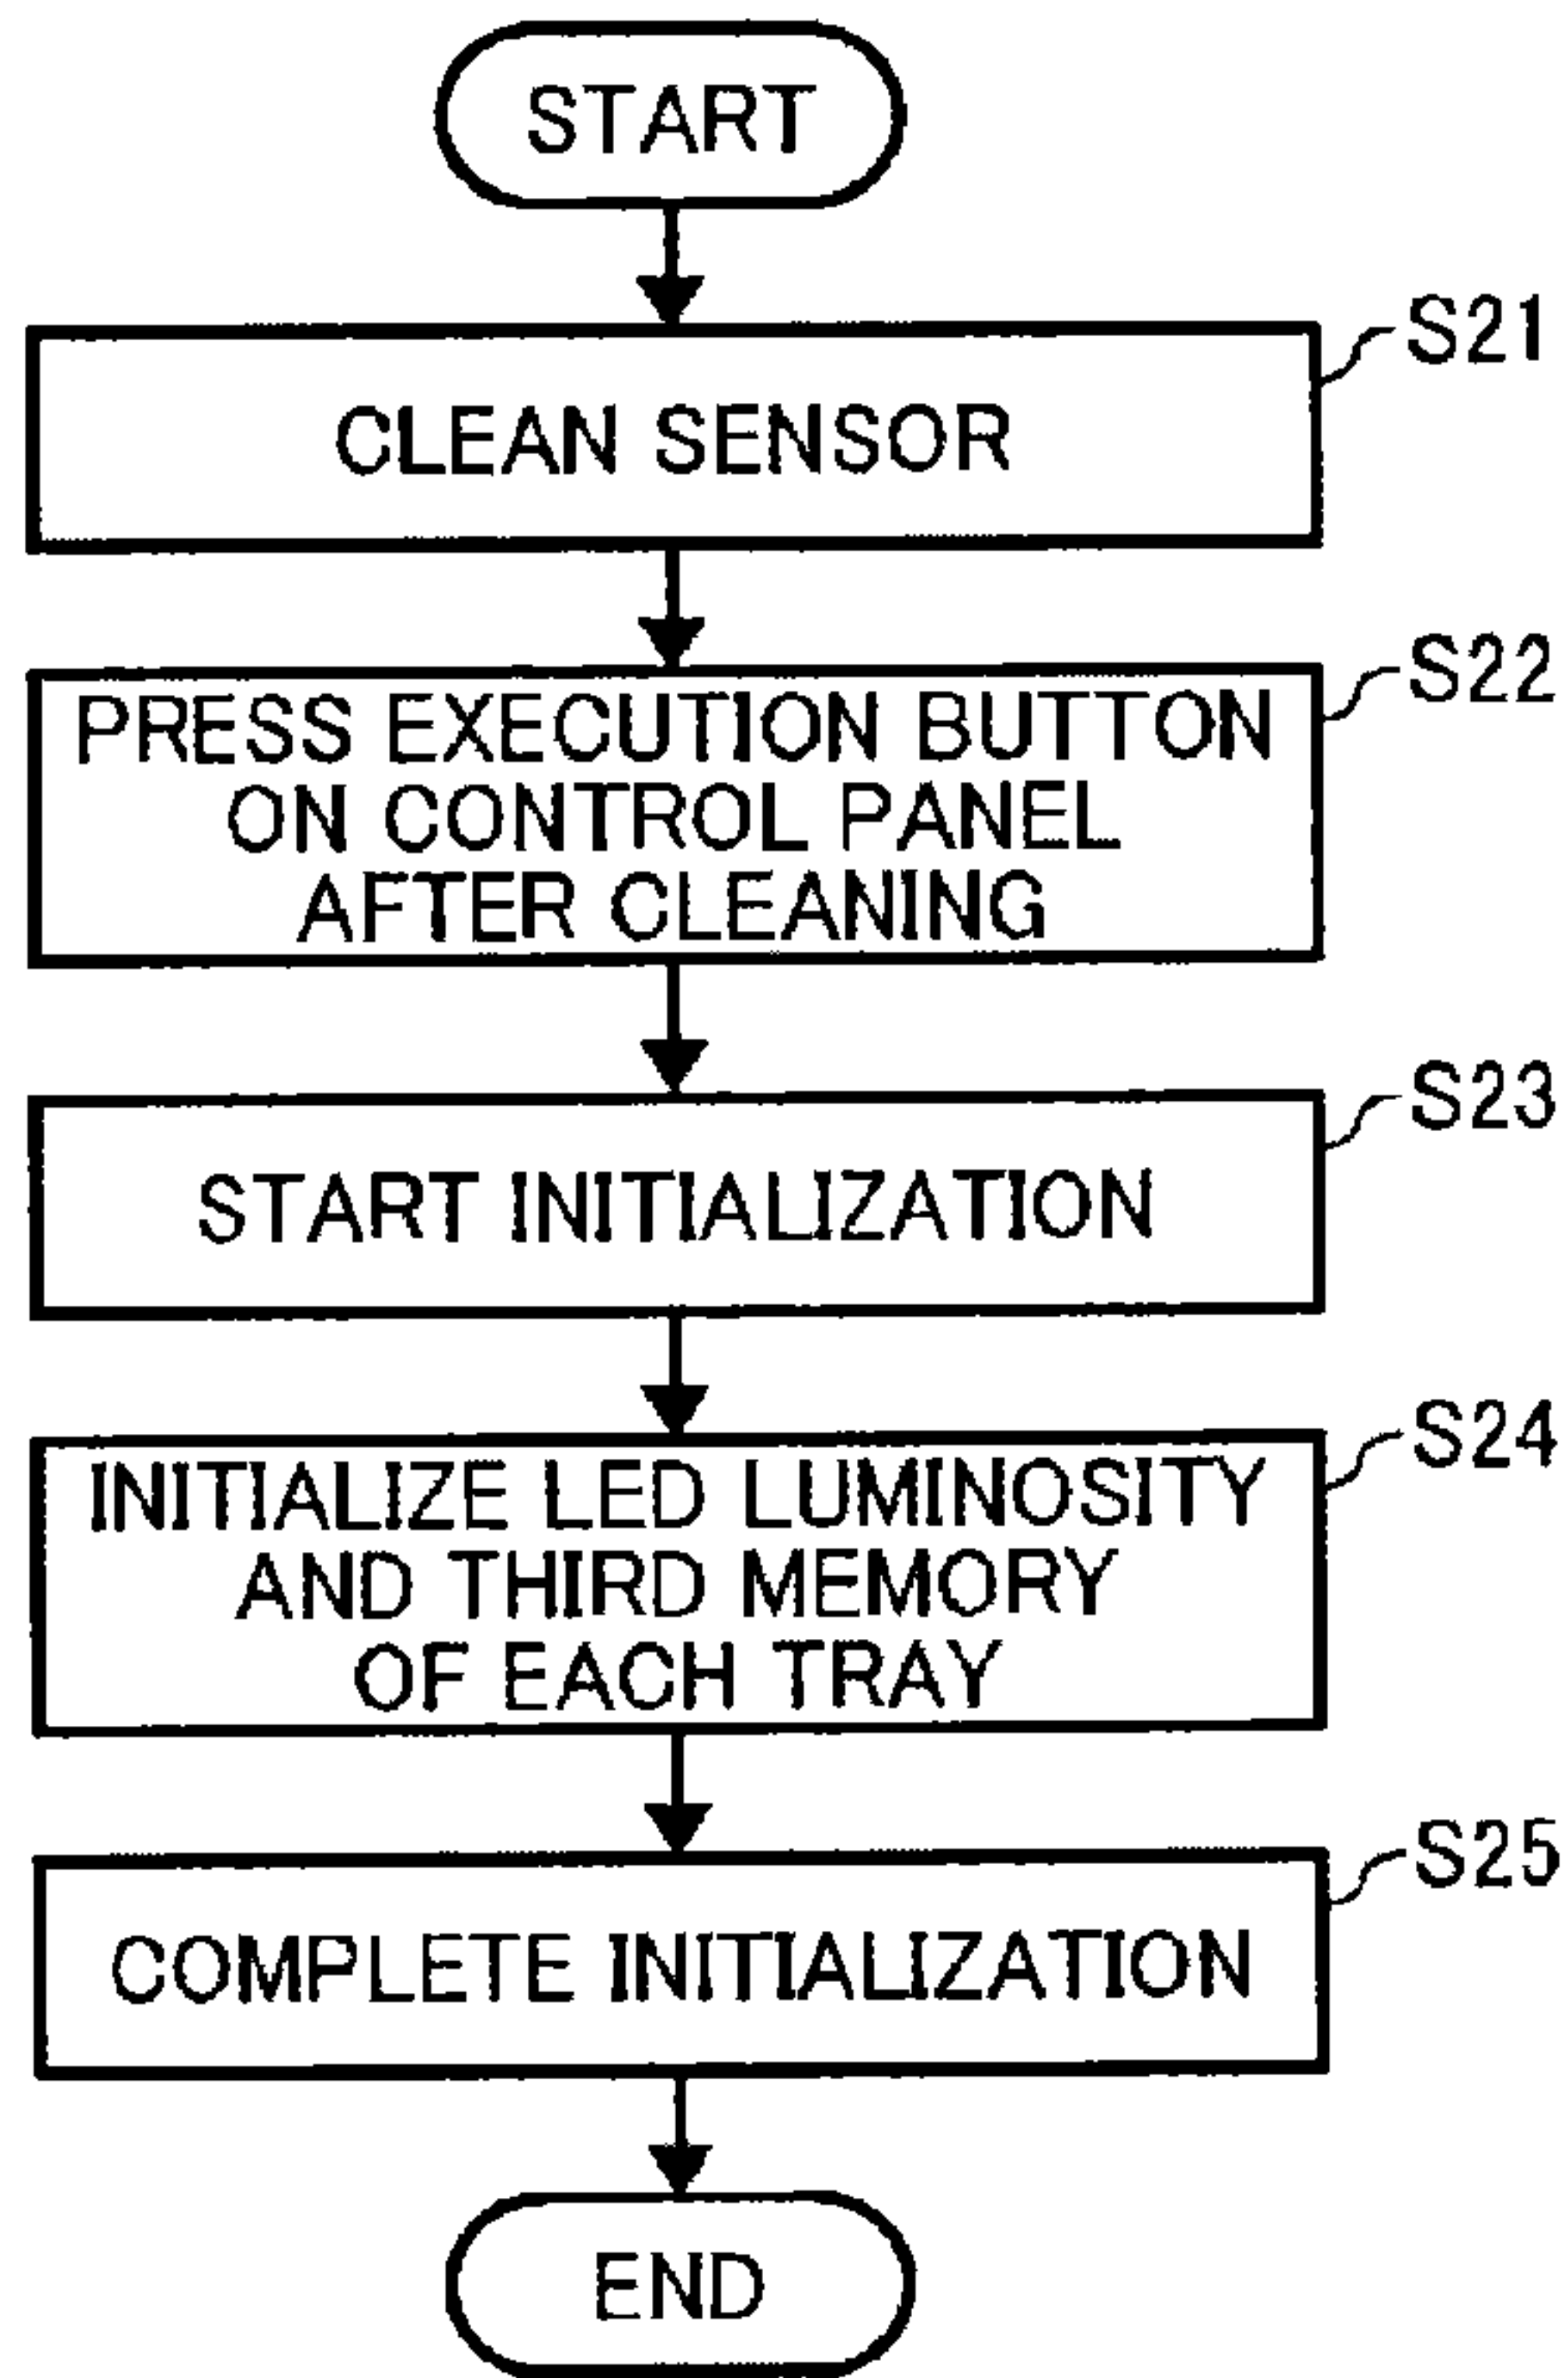 START
S21
CLEAN SENSOR
S22
PRESS EXECUTION BUTTON
ON CONTROL PANEL
AFTER CLEANING
S23
START INITIALIZATION
S24
INITIALIZE LED LUMINOSITY
AND THIRD MEMORY
OF EACH TRAY
S25
COMPLETE INITIALIZATION
END